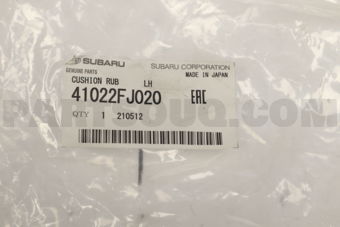 SUBARU
SUBARU CORPORATION
GENUINE PARTS
MADE IN JAPAN
CUSHION RUB LH
41022FJ020 EAC
QTY 1 210512